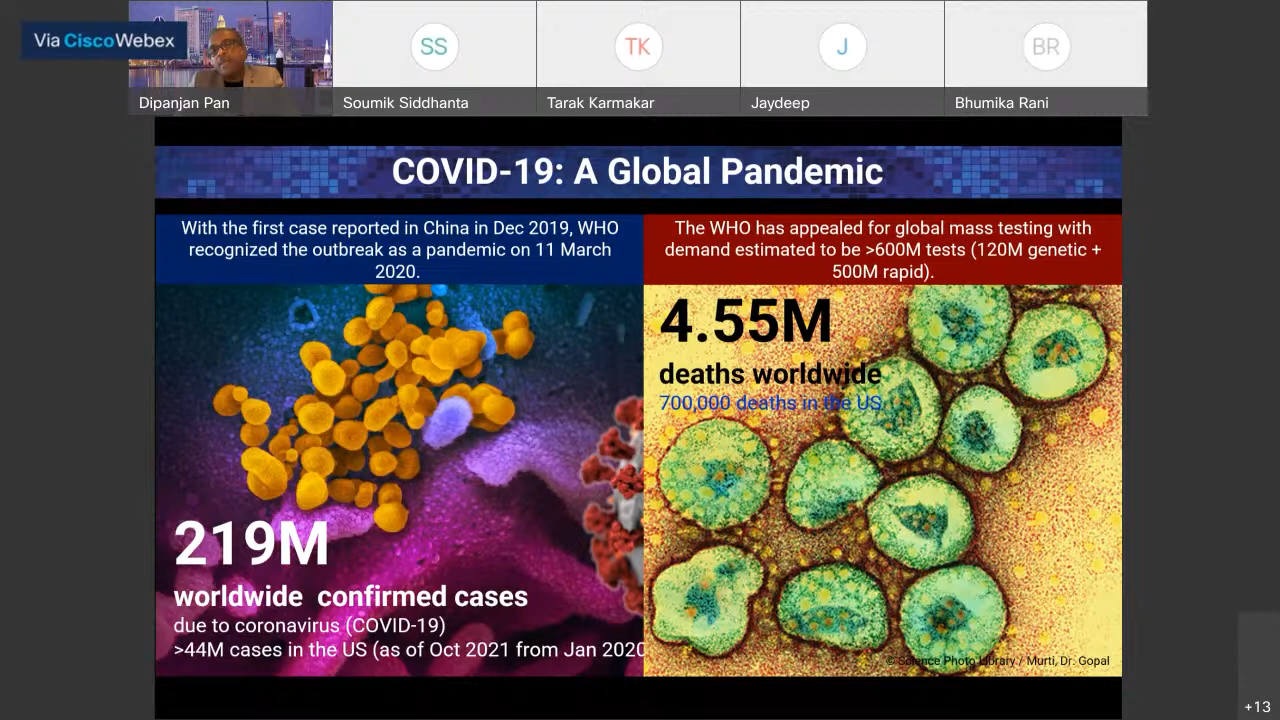 Via Cisco Webex
SS
TK
J
BR
Dipanjan Pan
Soumik Siddhanta
Tarak Karmakar
Jaydeep
Bhumika Rani
COVID-19: A Global Pandemic
With the first case reported in China in Dec 2019, WHO
recognized the outbreak as a pandemic on 11 March
2020.
The WHO has appealed for global mass testing with
demand estimated to be >600M tests (120M genetic +
500M rapid).
4.55M
deaths worldwide
700,000 deaths in the US
219M
worldwide confirmed cases
due to coronavirus (COVID-19)
>44M cases in the US (as of Oct 2021 from Jan 2020
© Science Photo Library / Murti, Dr. Gopal
+13